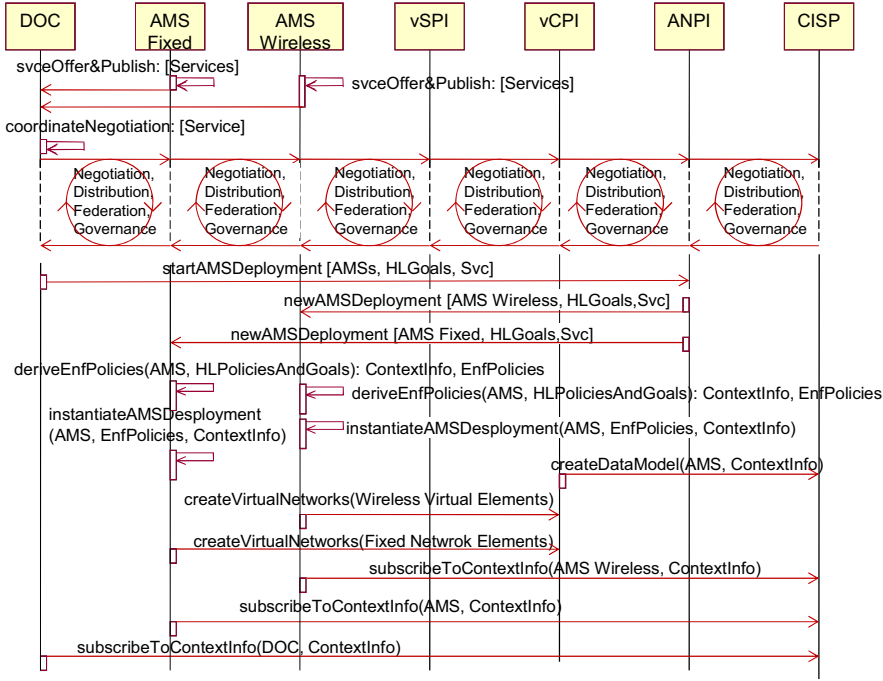 DOC
AMS
Fixed
AMS
Wireless
vSPI
vCPI
ANPI
CISP
svceOffer&Publish: [Services]
svceOffer&Publish: [Services]
coordinateNegotiation: [Service]
Negotiation,
Distribution,
Federation,
Governance
Negotiation,
Distribution,
Federation,
Governance
Negotiation,
Distribution,
Federation,
Governance
Negotiation,
Distribution,
Federation,
Governance
Negotiation,
Distribution,
Federation,
Governance
Negotiation,
Distribution,
Federation,
Governance
startAMSDeployment [AMSs, HLGoals, Svc]
newAMSDeployment [AMS Wireless, HLGoals,Svc]
newAMSDeployment [AMS Fixed, HLGoals,Svc]
deriveEnfPolicies(AMS, HLPoliciesAndGoals): ContextInfo, EnfPolicies
deriveEnfPolicies(AMS, HLPoliciesAndGoals): ContextInfo, EnfPolicies
instantiateAMSDesployment
(AMS, EnfPolicies, ContextInfo)
instantiateAMSDesployment(AMS, EnfPolicies, ContextInfo)
createDataModel(AMS, ContextInfo)
createVirtualNetworks(Wireless Virtual Elements)
createVirtualNetworks(Fixed Netwrok Elements)
subscribeToContextInfo(AMS Wireless, ContextInfo)
subscribeToContextInfo(AMS, ContextInfo)
subscribeToContextInfo(DOC, ContextInfo)